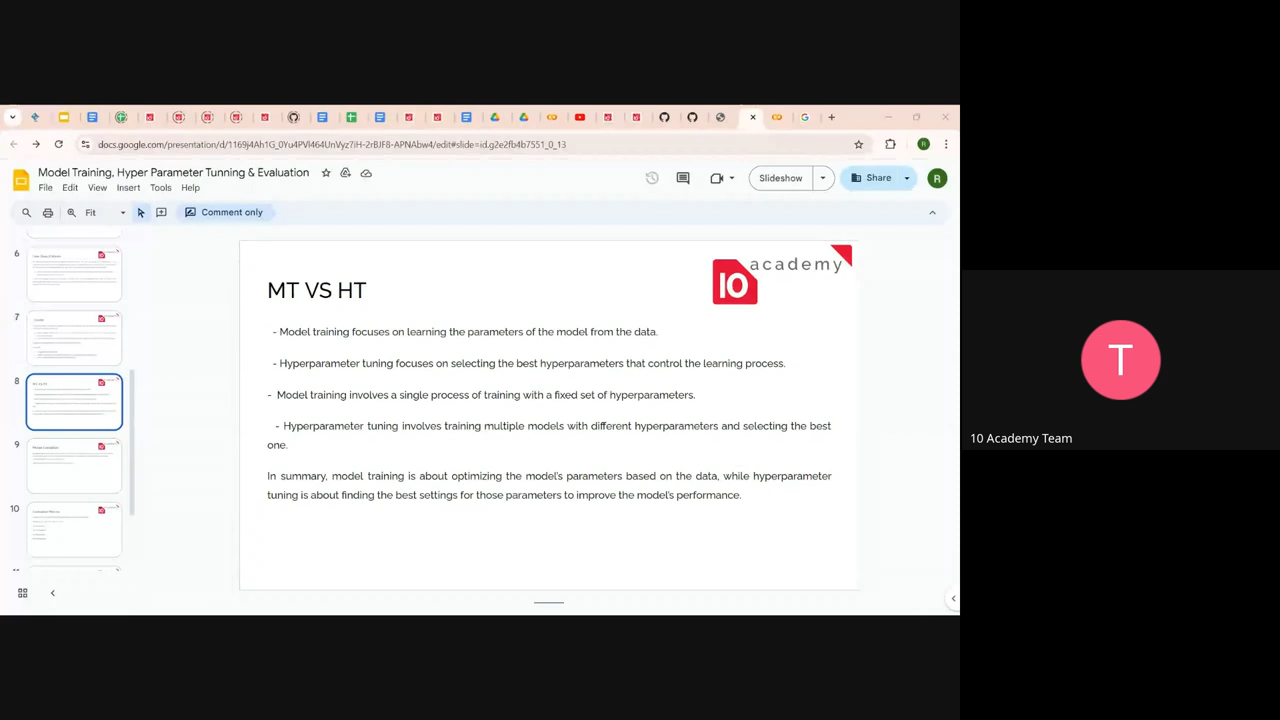 docs.google.com/presentation/d/1169j4Ah1G_0Yu4PVl464UnVyz7iH-2rBJF8-APNAbw4/edit#slide=id.g2e2fb4b7551_0_13
Model Training, Hyper Parameter Tunning & Evaluation
File Edit View Insert Tools Help
Slideshow
Share
R
Fit
Comment only
6
7
8
9
10
10 academy
MT VS HT
- Model training focuses on learning the parameters of the model from the data.
- Hyperparameter tuning focuses on selecting the best hyperparameters that control the learning process.
- Model training involves a single process of training with a fixed set of hyperparameters.
- Hyperparameter tuning involves training multiple models with different hyperparameters and selecting the best
one.
In summary, model training is about optimizing the model's parameters based on the data, while hyperparameter
tuning is about finding the best settings for those parameters to improve the model's performance.
T
10 Academy Team